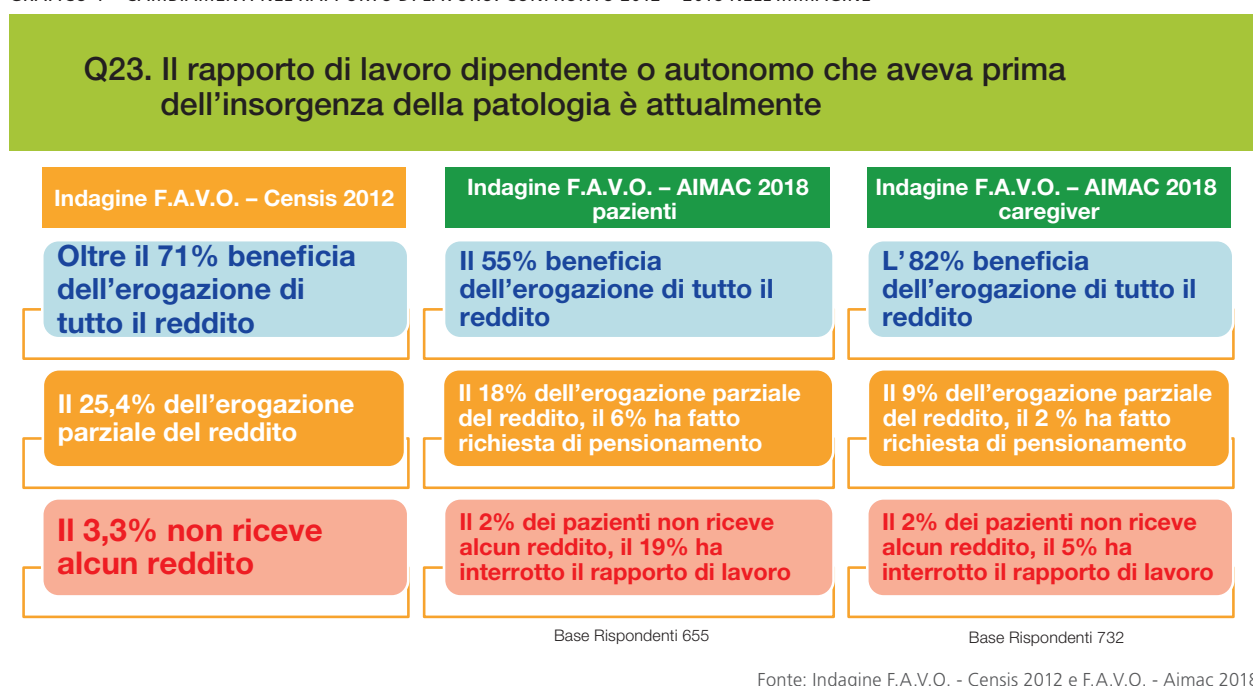 Q23. Il rapporto di lavoro dipendente o autonomo che aveva prima
dell'insorgenza della patologia è attualmente
Indagine F.A.V.O. – Censis 2012
Oltre il 71% beneficia
dell'erogazione di
tutto il reddito
Il 25,4% dell'erogazione
parziale del reddito
Il 3,3% non riceve
alcun reddito
Indagine F.A.V.O. – AIMAC 2018
pazienti
Il 55% beneficia
dell'erogazione di tutto il
reddito
Il 18% dell'erogazione parziale
del reddito, il 6% ha fatto
richiesta di pensionamento
Il 2% dei pazienti non riceve
alcun reddito, il 19% ha
interrotto il rapporto di lavoro
Base Rispondenti 655
Indagine F.A.V.O. – AIMAC 2018
caregiver
L'82% beneficia
dell'erogazione di tutto il
reddito
Il 9% dell'erogazione parziale
del reddito, il 2 % ha fatto
richiesta di pensionamento
Il 2% dei pazienti non riceve
alcun reddito, il 5% ha
interrotto il rapporto di lavoro
Base Rispondenti 732
Fonte: Indagine F.A.V.O. - Censis 2012 e F.A.V.O. - Aimac 2018